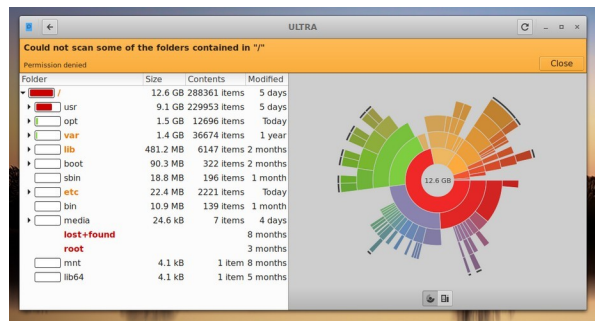 ULTRA
Could not scan some of the folders contained in "/"
Permission denied
Close
Folder Size Contents Modified
/ 12.6 GB 288361 items 5 days
usr 9.1 GB 229953 items 5 days
opt 1.5 GB 12696 items Today
var 1.4 GB 36674 items 1 year
lib 481.2 MB 6147 items 2 months
boot 90.3 MB 322 items 2 months
sbin 18.8 MB 196 items 1 month
etc 22.4 MB 2221 items Today
bin 10.9 MB 139 items 1 month
media 24.6 kB 7 items 4 days
lost+found 8 months
root 3 months
mnt 4.1 kB 1 item 8 months
lib64 4.1 kB 1 item 5 months
12.6 GB